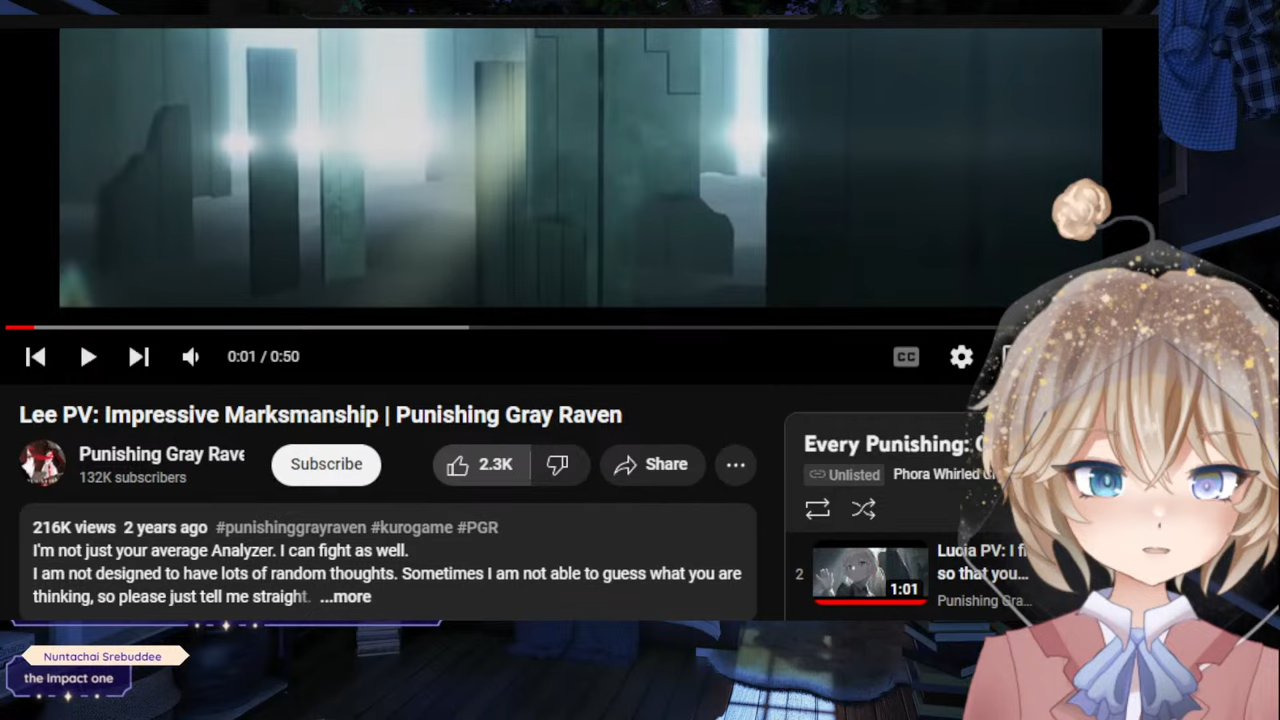 0:01 / 0:50
CC
Lee PV: Impressive Marksmanship | Punishing Gray Raven
Punishing Gray Rave
132K subscribers
Subscribe
2.3K
Share
216K views 2 years ago #punishinggrayraven #kurogame #PGR
I'm not just your average Analyzer. I can fight as well.
I am not designed to have lots of random thoughts. Sometimes I am not able to guess what you are
thinking, so please just tell me straight. ...more
Every Punishing:
Unlisted
Phora Whirled
2
1:01
Lucia PV: I
so that you...
Punishing Gra...
Nuntachai Srebuddee
the Impact one